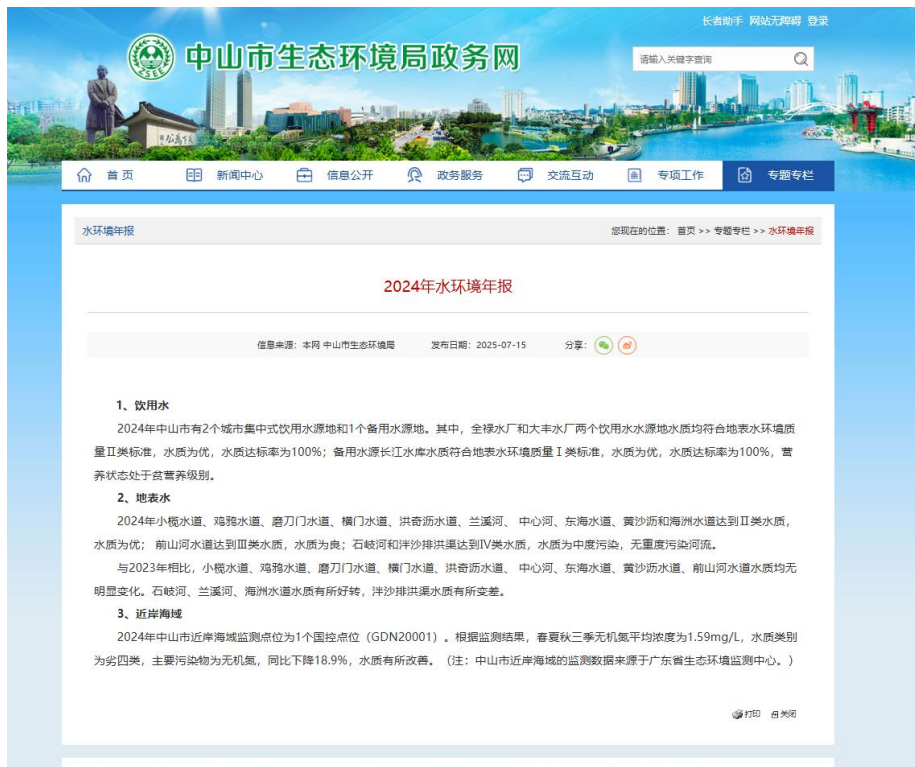 长者助手 网站无障碍 登录
中山市生态环境局政务网
ZSEE
请输入关键字查询
首页 新闻中心 信息公开 政务服务 交流互动 专项工作 专题专栏
水环境年报 您现在的位置： 首页 >> 专题专栏 >> 水环境年报
2024年水环境年报
信息来源：本网 中山市生态环境局 发布日期：2025-07-15 分享：
1、饮用水
2024年中山市有2个城市集中式饮用水源地和1个备用水源地。其中，全禄水厂和大丰水厂两个饮用水水源地水质均符合地表水环境质
量Ⅱ类标准，水质为优，水质达标率为100%；备用水源长江水库水质符合地表水环境质量Ⅰ类标准，水质为优，水质达标率为100%，营
养状态处于贫营养级别。
2、地表水
2024年小榄水道、鸡鸦水道、磨刀门水道、横门水道、洪奇沥水道、兰溪河、 中心河、东海水道、黄沙沥和海洲水道达到Ⅱ类水质，
水质为优； 前山河水道达到Ⅲ类水质，水质为良；石岐河和泮沙排洪渠达到Ⅳ类水质，水质为中度污染，无重度污染河流。
与2023年相比，小榄水道、鸡鸦水道、磨刀门水道、横门水道、洪奇沥水道、 中心河、东海水道、黄沙沥水道、前山河水道水质均无
明显变化。石岐河、兰溪河、海洲水道水质有所好转，泮沙排洪渠水质有所变差。
3、近岸海域
2024年中山市近岸海域监测点位为1个国控点位（GDN20001）。根据监测结果，春夏秋三季无机氮平均浓度为1.59mg/L，水质类别
为劣四类，主要污染物为无机氮，同比下降18.9%，水质有所改善。（注：中山市近岸海域的监测数据来源于广东省生态环境监测中心。）
打印 关闭